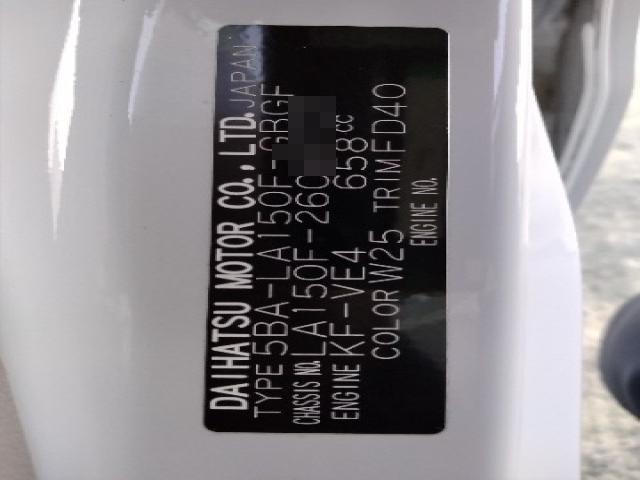 DAIHATSU MOTOR CO., LTD. JAPAN
TYPE 5BA-LA150F-GBGF
CHASSIS NO. LA150F-260
ENGINE KF-VE4 658cc
COLOR W25 TRIM FD40
ENGINE NO.